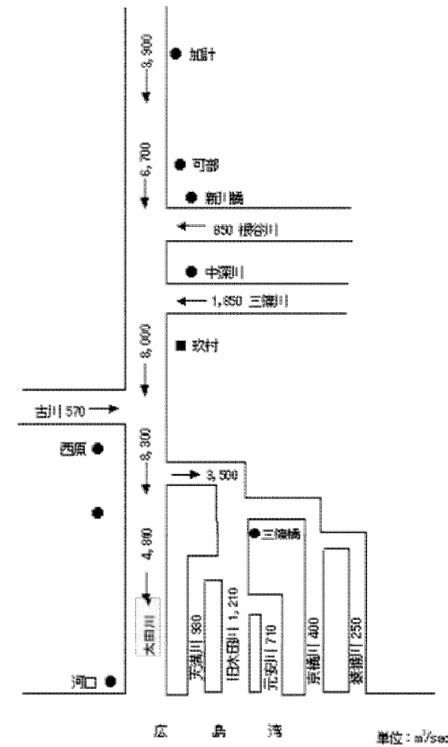 3,900
加計
6,700
可部
新川橋
850 根谷川
中深川
1,850 三篠川
玖村
8,000
古川 570
8,300
西原
3,500
4,800
三篠橋
太田川
天満川 980
旧太田川 1,210
元安川 710
京橋川 400
猿猴川 250
河口
広 島 湾
単位：m³/sec